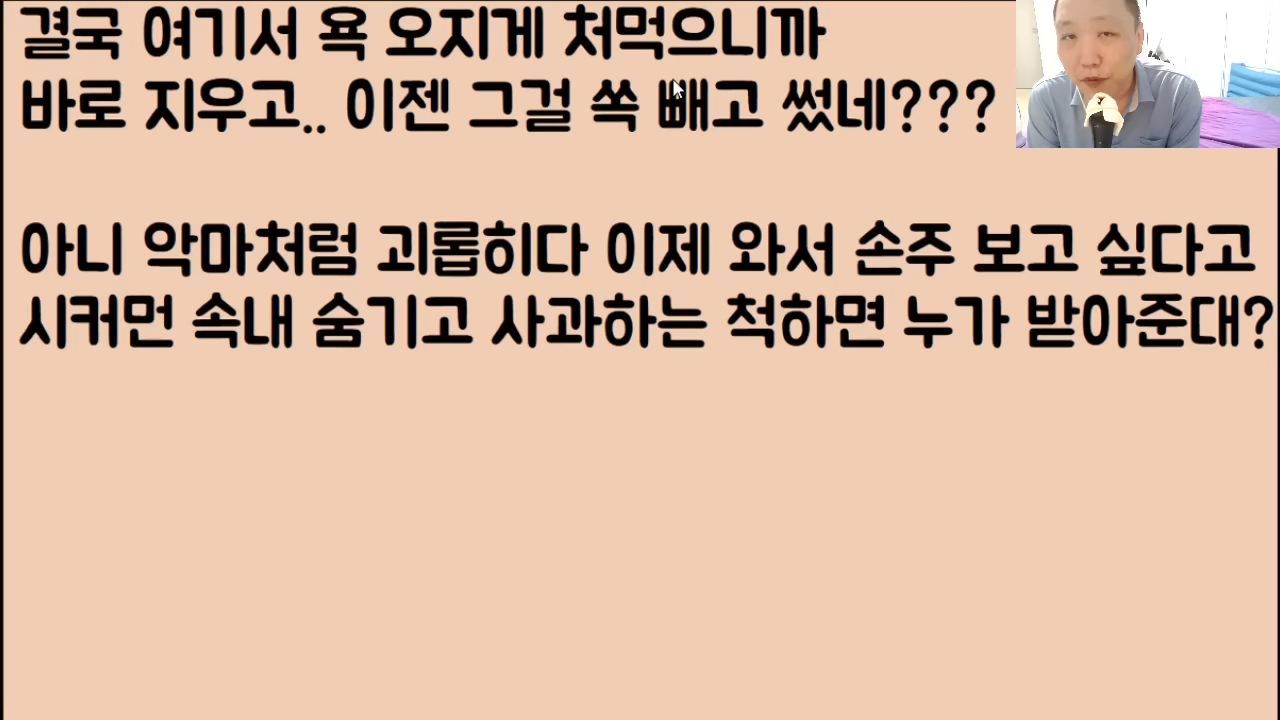 결국 여기서 욕 오지게 처먹으니까
바로 지우고.. 이젠 그걸 쏙 빼고 썼네???
아니 악마처럼 괴롭히다 이제 와서 손주 보고 싶다고
시커먼 속내 숨기고 사과하는 척하면 누가 받아준대?